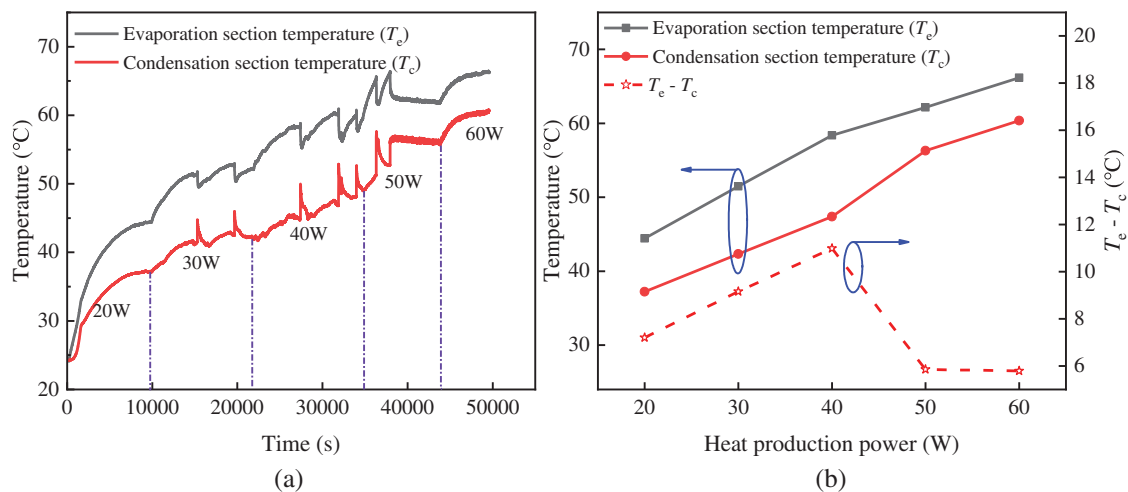 70
Evaporation section temperature (Te)
Condensation section temperature (Tc)
60
50
40
30
20
Temperature (°C)
20W
30W
40W
50W
60W
0 10000 20000 30000 40000 50000
Time (s)
(a)
70
Evaporation section temperature (Te)
Condensation section temperature (Tc)
Te - Tc
60
50
40
30
Temperature (°C)
20
18
16
14
12
10
8
6
Te - Tc (°C)
20 30 40 50 60
Heat production power (W)
(b)